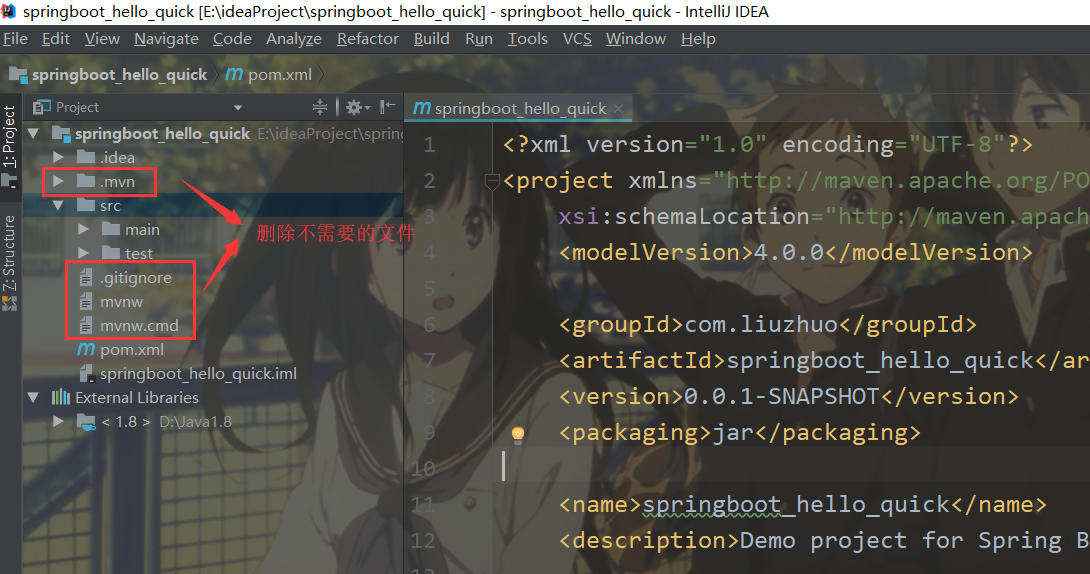 springboot_hello_quick [E:\ideaProject\springboot_hello_quick] - springboot_hello_quick - IntelliJ IDEA
File Edit View Navigate Code Analyze Refactor Build Run Tools VCS Window Help
springboot_hello_quick pom.xml
1: Project
7: Structure
Project
springboot_hello_quick E:\ideaProject\spring
.idea
.mvn
src
main
test
.gitignore
mvnw
mvnw.cmd
pom.xml
springboot_hello_quick.iml
External Libraries
< 1.8 > D:\Java1.8
删除不需要的文件
springboot_hello_quick
1 <?xml version="1.0" encoding="UTF-8"?>
2 <project xmlns="http://maven.apache.org/PO
3 xsi:schemaLocation="http://maven.apach
4 <modelVersion>4.0.0</modelVersion>
5
6 <groupId>com.liuzhuo</groupId>
7 <artifactId>springboot_hello_quick</ar
8 <version>0.0.1-SNAPSHOT</version>
9 <packaging>jar</packaging>
10
11 <name>springboot_hello_quick</name>
12 <description>Demo project for Spring B